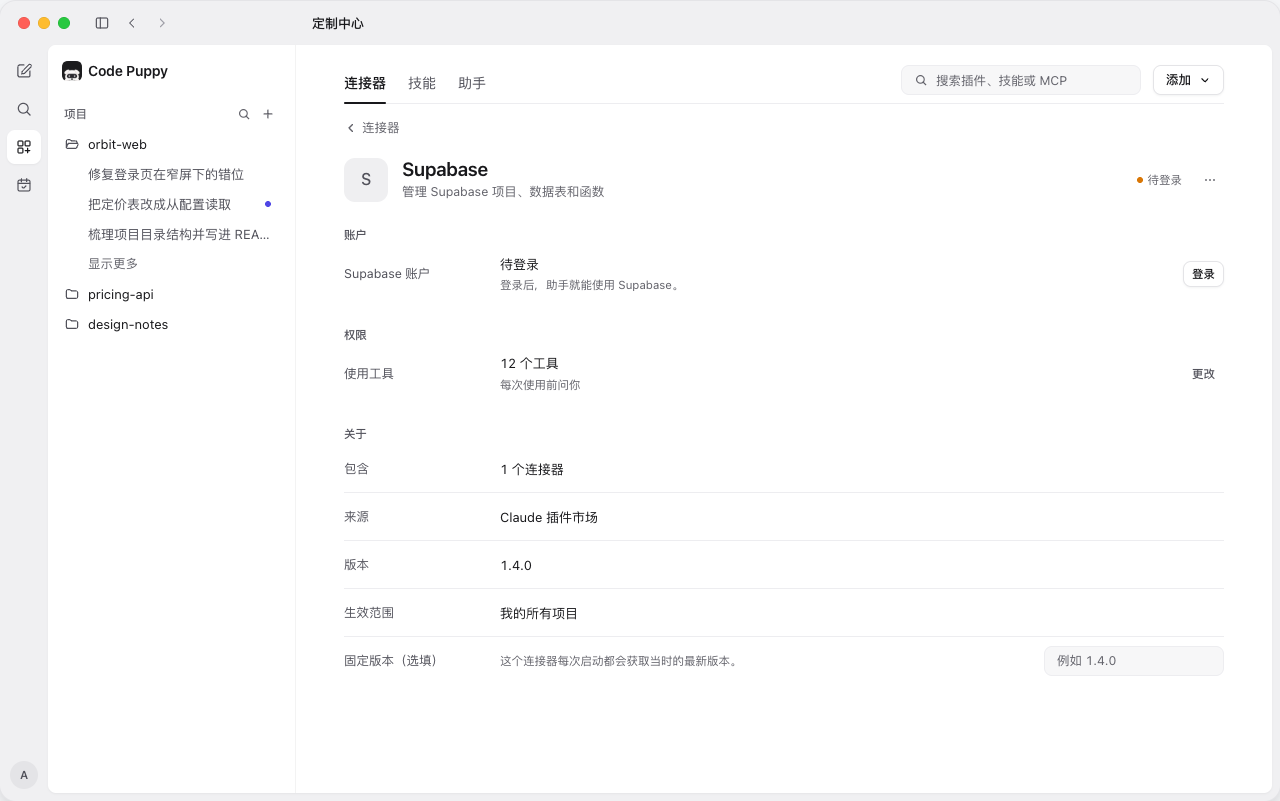 定制中心
Code Puppy
项目
orbit-web
修复登录页在窄屏下的错位
把定价表改成从配置读取
梳理项目目录结构并写进 REA...
显示更多
pricing-api
design-notes
A
连接器 技能 助手
搜索插件、技能或 MCP
添加
连接器
S
Supabase
管理 Supabase 项目、数据表和函数
待登录
账户
Supabase 账户
待登录
登录后，助手就能使用 Supabase。
登录
权限
使用工具
12 个工具
每次使用前问你
更改
关于
包含 1 个连接器
来源 Claude 插件市场
版本 1.4.0
生效范围 我的所有项目
固定版本（选填） 这个连接器每次启动都会获取当时的最新版本。 例如 1.4.0